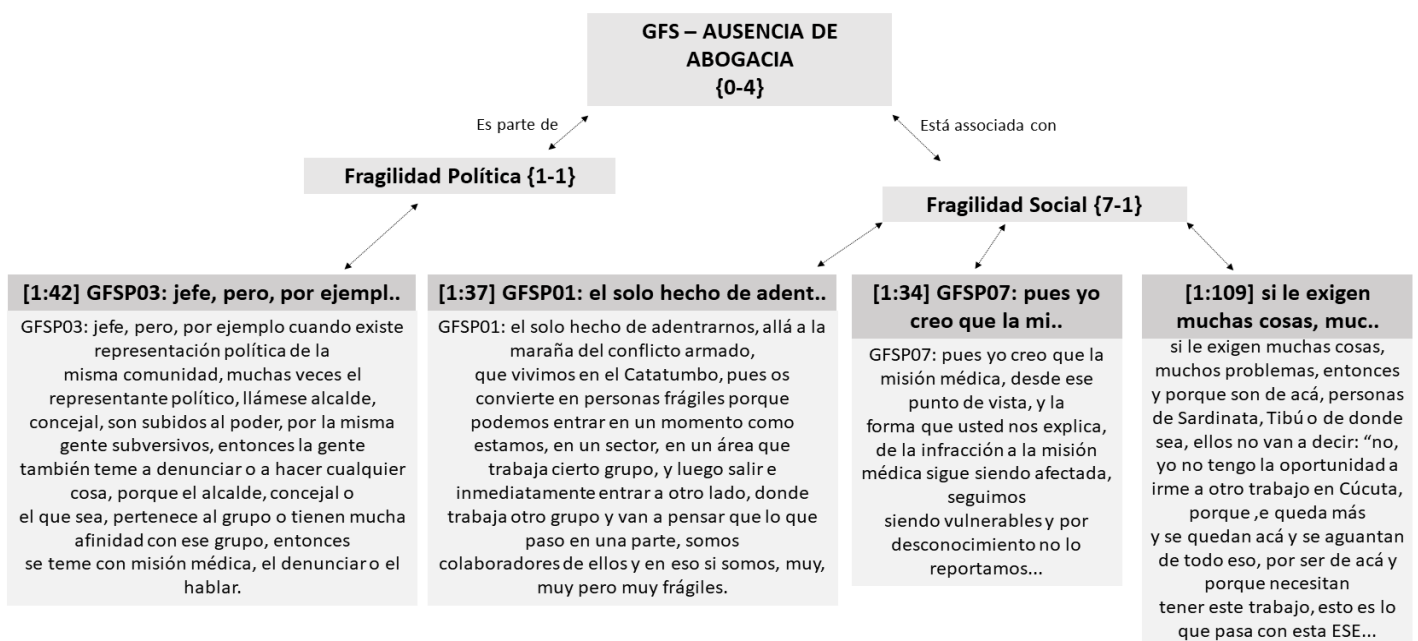 GFS – AUSENCIA DE
ABOGACIA
{0-4}
Es parte de
Está associada con
Fragilidad Política {1-1}
Fragilidad Social {7-1}
[1:42] GFSP03: jefe, pero, por ejempl..
GFSP03: jefe, pero, por ejemplo cuando existe
representación política de la
misma comunidad, muchas veces el
representante político, llámese alcalde,
concejal, son subidos al poder, por la misma
gente subversivos, entonces la gente
también teme a denunciar o a hacer cualquier
cosa, porque el alcalde, concejal o
el que sea, pertenece al grupo o tienen mucha
afinidad con ese grupo, entonces
se teme con misión médica, el denunciar o el
hablar.
[1:37] GFSP01: el solo hecho de adent..
GFSP01: el solo hecho de adentrarnos, allá a la
maraña del conflicto armado,
que vivimos en el Catatumbo, pues os
convierte en personas frágiles porque
podemos entrar en un momento como
estamos, en un sector, en un área que
trabaja cierto grupo, y luego salir e
inmediatamente entrar a otro lado, donde
trabaja otro grupo y van a pensar que lo que
paso en una parte, somos
colaboradores de ellos y en eso si somos, muy,
muy pero muy frágiles.
[1:34] GFSP07: pues yo
creo que la mi..
GFSP07: pues yo creo que la
misión médica, desde ese
punto de vista, y la
forma que usted nos explica,
de la infracción a la misión
médica sigue siendo afectada,
seguimos
siendo vulnerables y por
desconocimiento no lo
reportamos...
[1:109] si le exigen
muchas cosas, muc..
si le exigen muchas cosas,
muchos problemas, entonces
y porque son de acá, personas
de Sardinata, Tibú o de donde
sea, ellos no van a decir: “no,
yo no tengo la oportunidad a
irme a otro trabajo en Cúcuta,
porque ,e queda más
y se quedan acá y se aguantan
de todo eso, por ser de acá y
porque necesitan
tener este trabajo, esto es lo
que pasa con esta ESE...